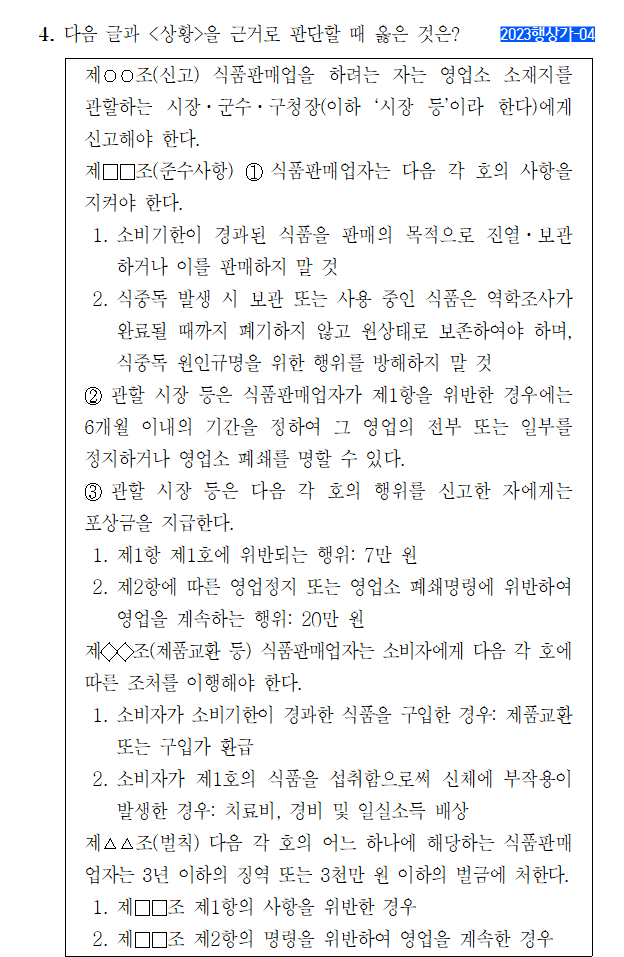 4. 다음 글과 <상황>을 근거로 판단할 때 옳은 것은? 2023행상가-04
제○○조(신고) 식품판매업을 하려는 자는 영업소 소재지를
관할하는 시장·군수·구청장(이하 ‘시장 등’이라 한다)에게
신고해야 한다.
제□□조(준수사항) ① 식품판매업자는 다음 각 호의 사항을
지켜야 한다.
1. 소비기한이 경과된 식품을 판매의 목적으로 진열·보관
하거나 이를 판매하지 말 것
2. 식중독 발생 시 보관 또는 사용 중인 식품은 역학조사가
완료될 때까지 폐기하지 않고 원상태로 보존하여야 하며,
식중독 원인규명을 위한 행위를 방해하지 말 것
② 관할 시장 등은 식품판매업자가 제1항을 위반한 경우에는
6개월 이내의 기간을 정하여 그 영업의 전부 또는 일부를
정지하거나 영업소 폐쇄를 명할 수 있다.
③ 관할 시장 등은 다음 각 호의 행위를 신고한 자에게는
포상금을 지급한다.
1. 제1항 제1호에 위반되는 행위: 7만 원
2. 제2항에 따른 영업정지 또는 영업소 폐쇄명령에 위반하여
영업을 계속하는 행위: 20만 원
제◇◇조(제품교환 등) 식품판매업자는 소비자에게 다음 각 호에
따른 조처를 이행해야 한다.
1. 소비자가 소비기한이 경과한 식품을 구입한 경우: 제품교환
또는 구입가 환급
2. 소비자가 제1호의 식품을 섭취함으로써 신체에 부작용이
발생한 경우: 치료비, 경비 및 일실소득 배상
제△△조(벌칙) 다음 각 호의 어느 하나에 해당하는 식품판매
업자는 3년 이하의 징역 또는 3천만 원 이하의 벌금에 처한다.
1. 제□□조 제1항의 사항을 위반한 경우
2. 제□□조 제2항의 명령을 위반하여 영업을 계속한 경우